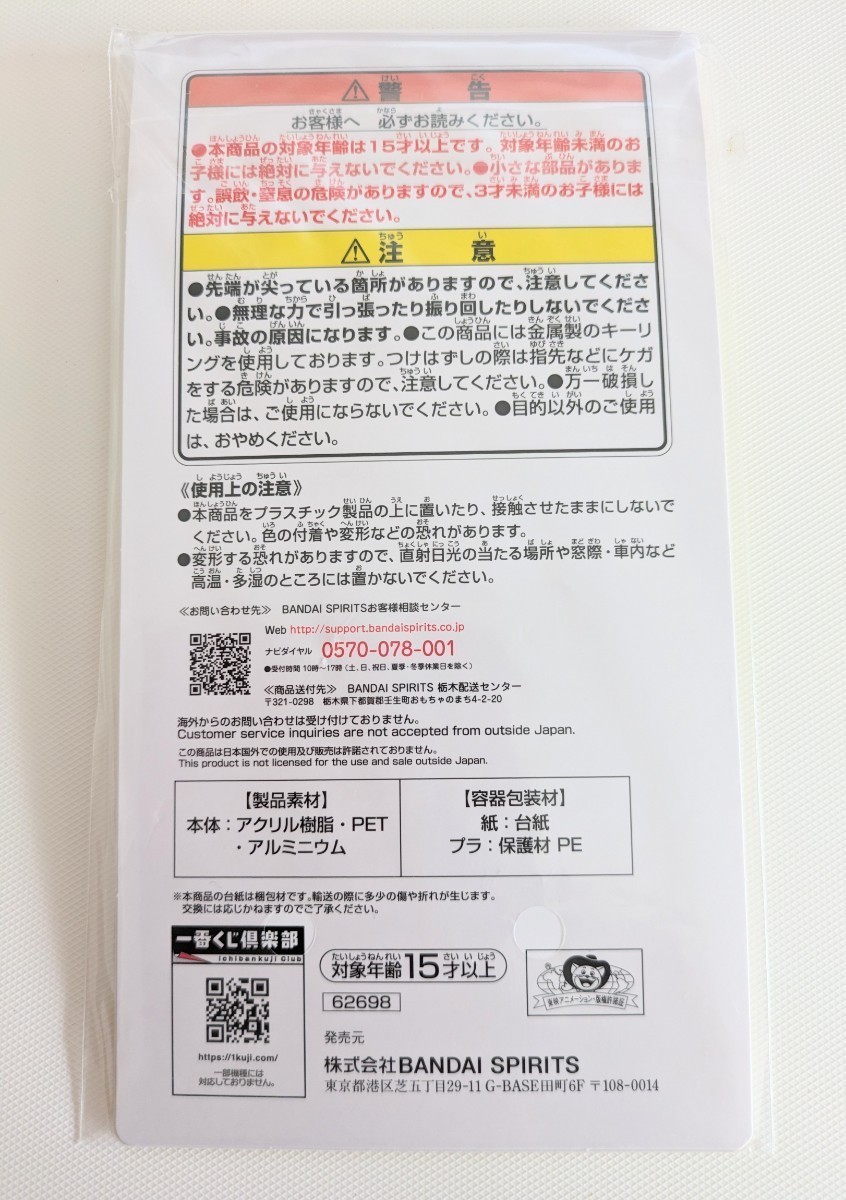 ⚠警告
お客様へ 必ずお読みください。
●本商品の対象年齢は15才以上です。対象年齢未満のお
子様には絶対に与えないでください。●小さな部品がありま
す。誤飲・窒息の危険がありますので、3才未満のお子様には
絶対に与えないでください。
⚠注意
●先端が尖っている箇所がありますので、注意してくださ
い。●無理な力で引っ張ったり振り回したりしないでくださ
い。事故の原因になります。●この商品には金属製のキーリ
ングを使用しております。つけはずしの際は指先などにケガ
をする危険がありますので、注意してください。●万一破損し
た場合は、ご使用にならないでください。●目的以外のご使用
は、おやめください。
《使用上の注意》
●本商品をプラスチック製品の上に置いたり、接触させたままにしないで
ください。色の付着や変形などの恐れがあります。
●変形する恐れがありますので、直射日光の当たる場所や窓際・車内など
高温・多湿のところには置かないでください。
≪お問い合わせ先≫ BANDAI SPIRITSお客様相談センター
Web http://support.bandaispirits.co.jp
ナビダイヤル 0570-078-001
●受付時間 10時~17時(土、日、祝日、夏季・冬季休業日を除く)
≪商品送付先≫ BANDAI SPIRITS 栃木配送センター
〒321-0298 栃木県下都賀郡壬生町おもちゃのまち4-2-20
海外からのお問い合わせは受け付けておりません。
Customer service inquiries are not accepted from outside Japan.
この商品は日本国外での使用及び販売は許諾されておりません。
This product is not licensed for the use and sale outside Japan.
【製品素材】
本体:アクリル樹脂・PET
・アルミニウム
【容器包装材】
紙:台紙
プラ:保護材 PE
※本商品の台紙は梱包材です。輸送の際に多少の傷や折れが生じます。
交換には応じかねますのでご了承ください。
一番くじ倶楽部
Ichibankuji Club
https://1kuji.com/
一部機種には
対応しておりません。
対象年齢15才以上
62698
東映アニメーション・版権許諾証
発売元
株式会社BANDAI SPIRITS
東京都港区芝五丁目29-11 G-BASE田町6F 〒108-0014